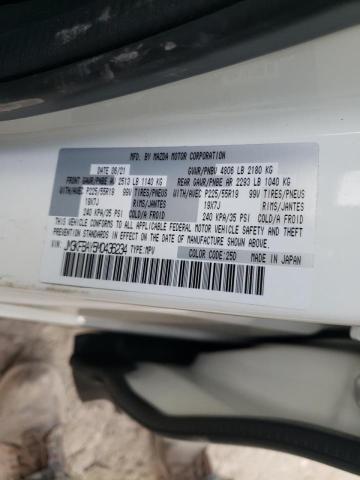 MFD. BY MAZDA MOTOR CORPORATION
DATE 06/21 GVWR/PNBV 4806 LB 2180 KG
FRONT GAWR/PNBE AV 2513 LB 1140 KG REAR GAWR/PNBE AR 2293 LB 1040 KG
WITH/AVEC P225/55R19 99V TIRES/PNEUS WITH/AVEC P225/55R19 99V TIRES/PNEUS
19X7J RIMS/JANTES 19X7J RIMS/JANTES
240 KPA/35 PSI COLD/A FROID 240 KPA/35 PSI COLD/A FROID
THIS VEHICLE CONFORMS TO ALL APPLICABLE FEDERAL MOTOR VEHICLE SAFETY, BUMPER, AND THEFT
PREVENTION STANDARDS IN EFFECT ON THE DATE OF MANUFACTURE SHOWN ABOVE.
TYPE:MPV
COLOR CODE:25D MADE IN JAPAN